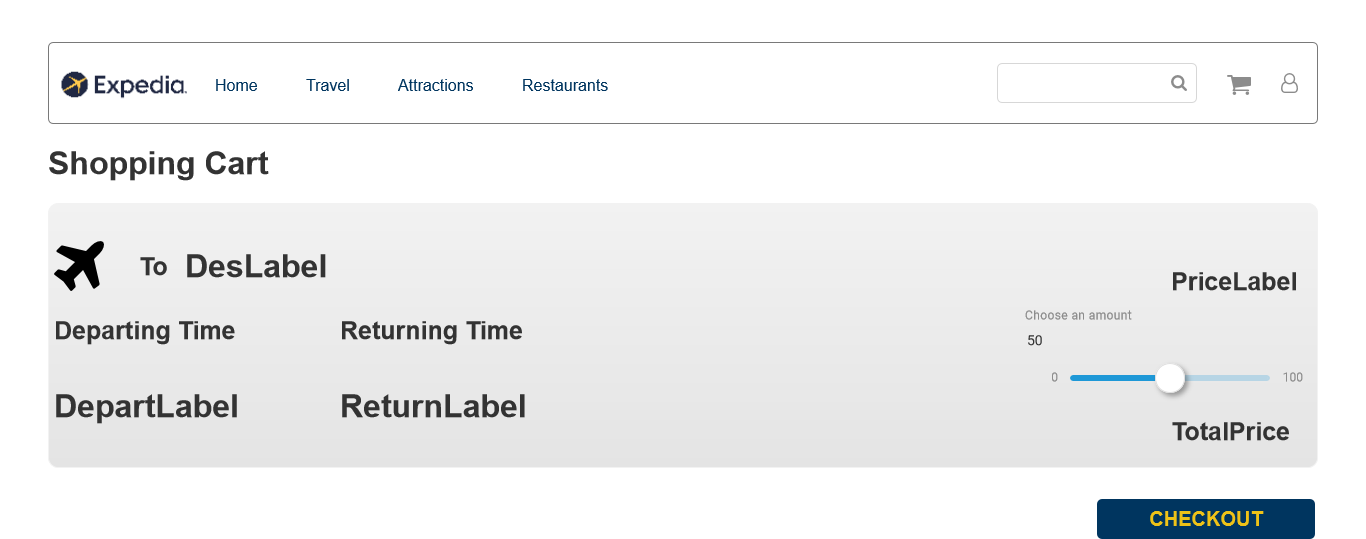 Expedia. Home Travel Attractions Restaurants
Shopping Cart
To DesLabel
PriceLabel
Departing Time Returning Time
Choose an amount
50
0 100
DepartLabel ReturnLabel
TotalPrice
CHECKOUT